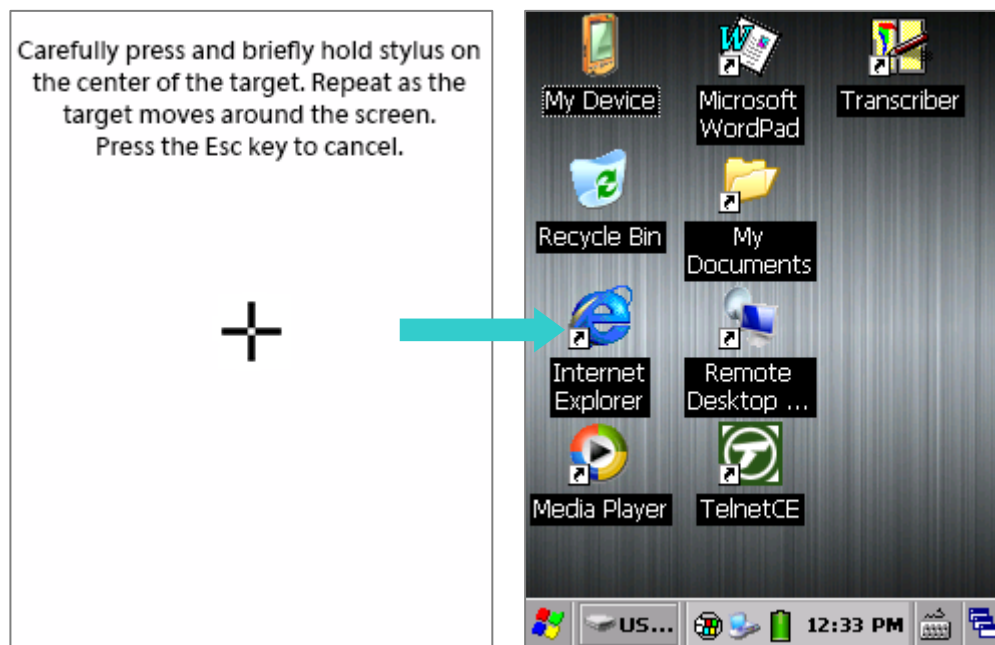 Carefully press and briefly hold stylus on
the center of the target. Repeat as the
target moves around the screen.
Press the Esc key to cancel.
My Device
Microsoft
WordPad
Transcriber
Recycle Bin
My
Documents
Internet
Explorer
Remote
Desktop ...
Media Player
TelnetCE
US...
12:33 PM